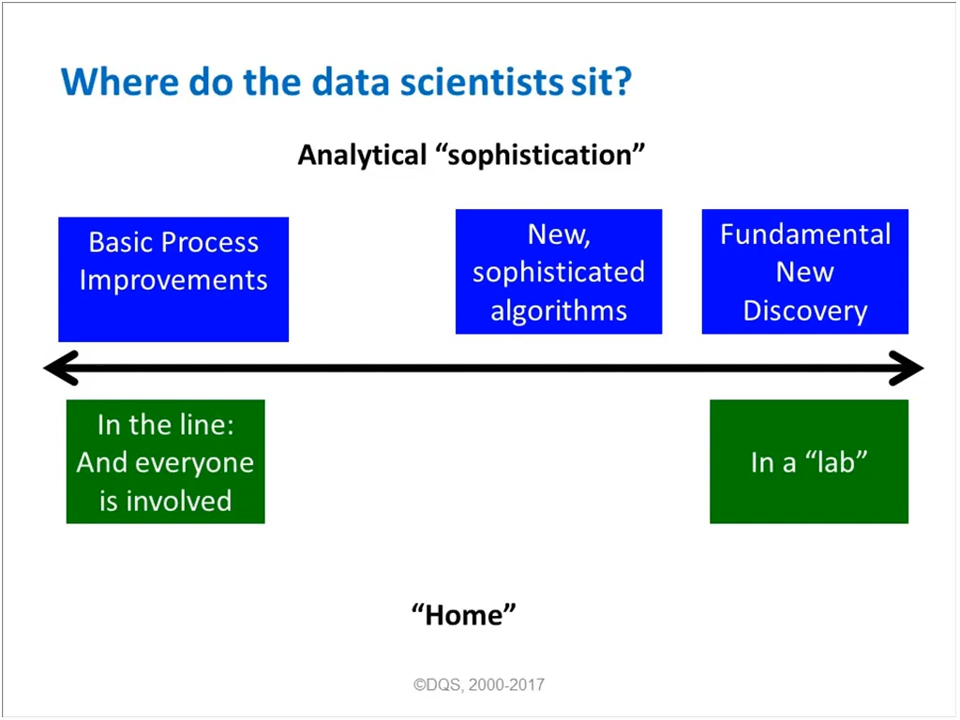 Where do the data scientists sit?
Analytical “sophistication”
Basic Process
Improvements
New,
sophisticated
algorithms
Fundamental
New
Discovery
In the line:
And everyone
is involved
In a “lab”
“Home”
©DQS, 2000-2017